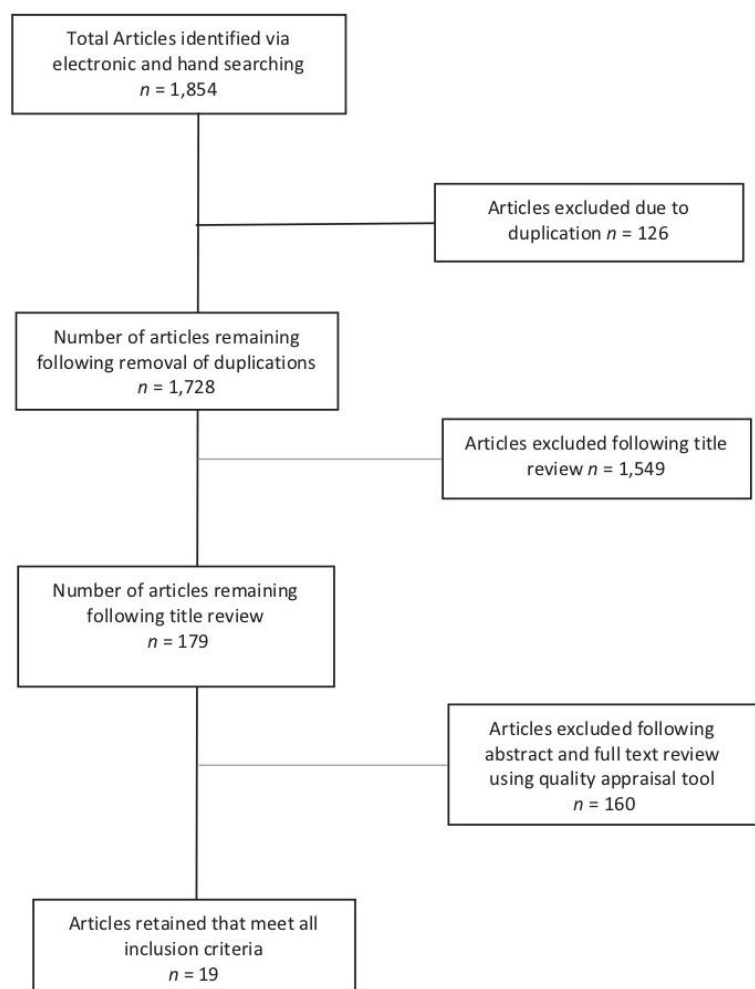 Total Articles identified via
electronic and hand searching
n = 1,854
Articles excluded due to
duplication n = 126
Number of articles remaining
following removal of duplications
n = 1,728
Articles excluded following title
review n = 1,549
Number of articles remaining
following title review
n = 179
Articles excluded following
abstract and full text review
using quality appraisal tool
n = 160
Articles retained that meet all
inclusion criteria
n = 19